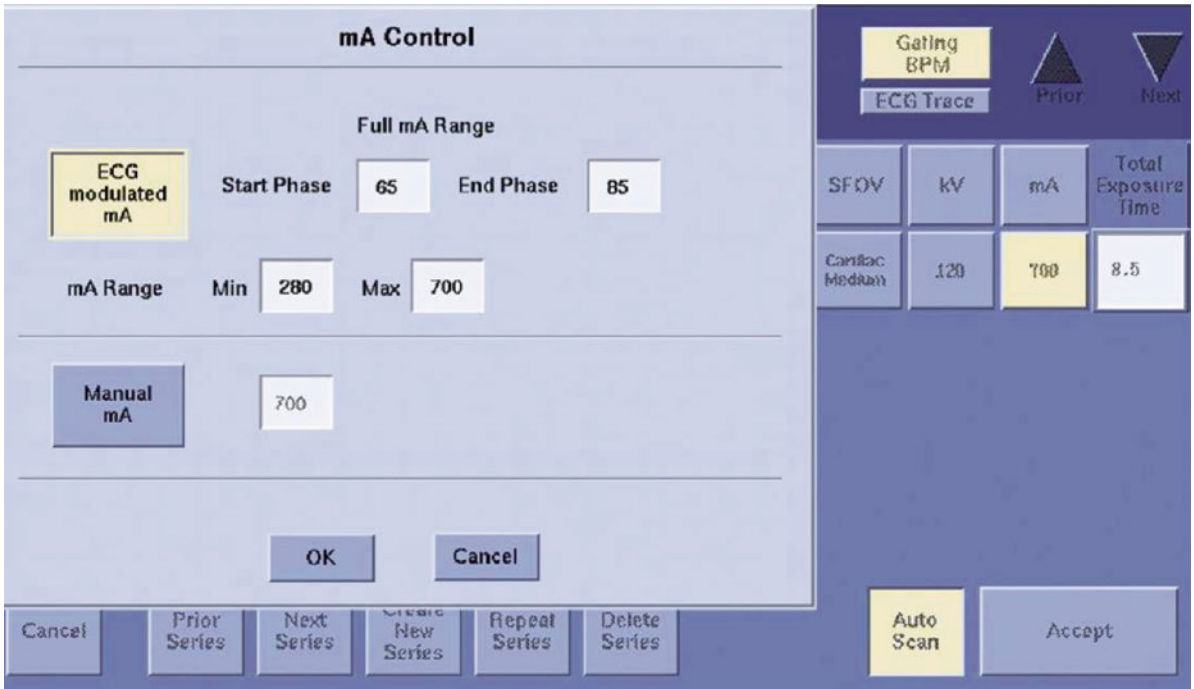 mA Control
Full mA Range
ECG
modulated
mA
Start Phase
65
End Phase
85
mA Range
Min
280
Max
700
Manual
mA
700
OK
Cancel
Gating
BPM
ECG Trace
Prior
Next
SFOV
kV
mA
Total
Exposure
Time
Cardiac
Medium
120
700
8.5
Cancel
Prior
Series
Next
Series
Create
New
Series
Repeat
Series
Delete
Series
Auto
Scan
Accept